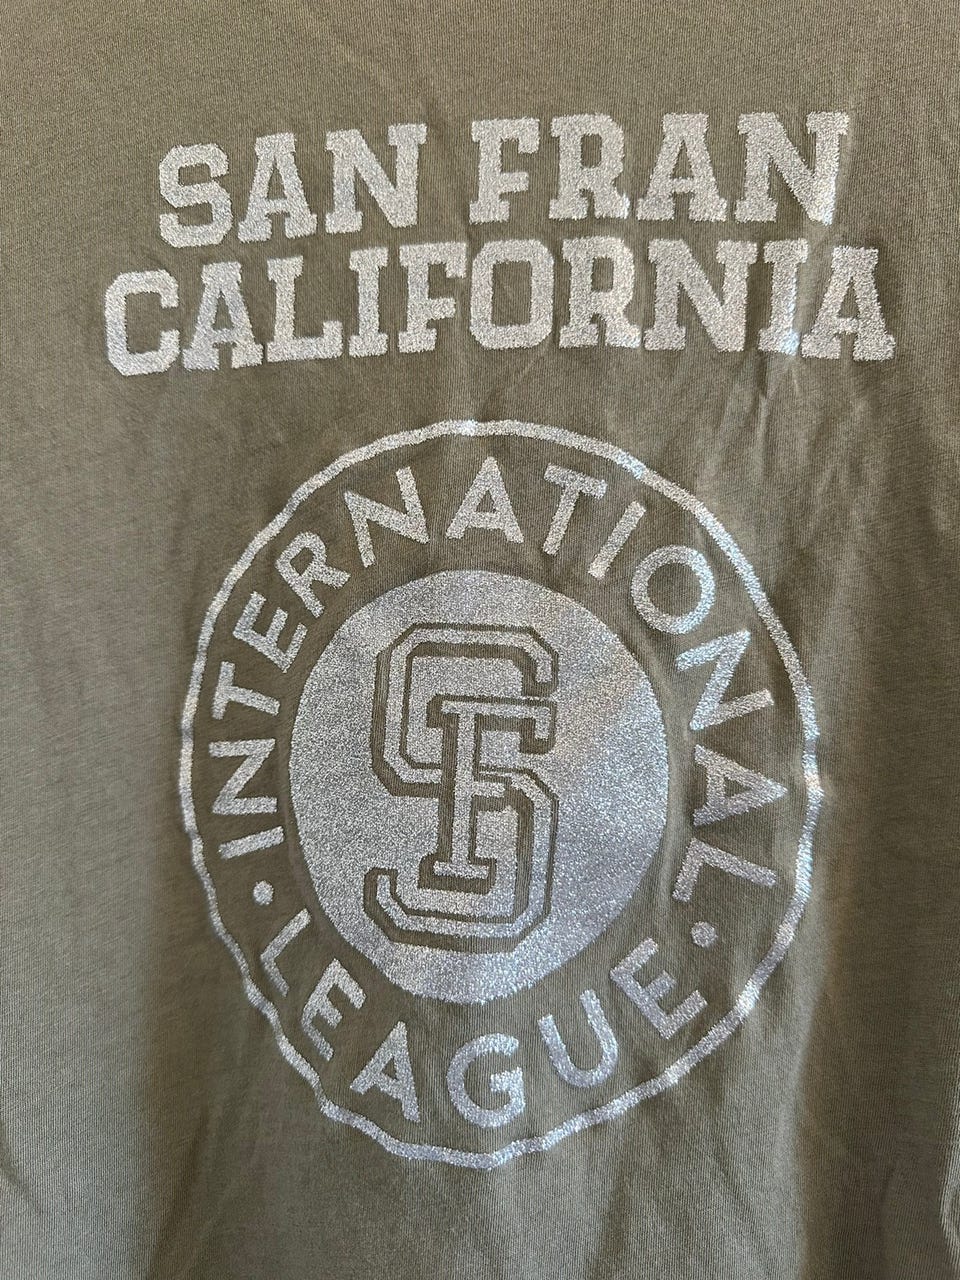 SAN FRAN
CALIFORNIA
INTERNATIONAL
• LEAGUE •
SF